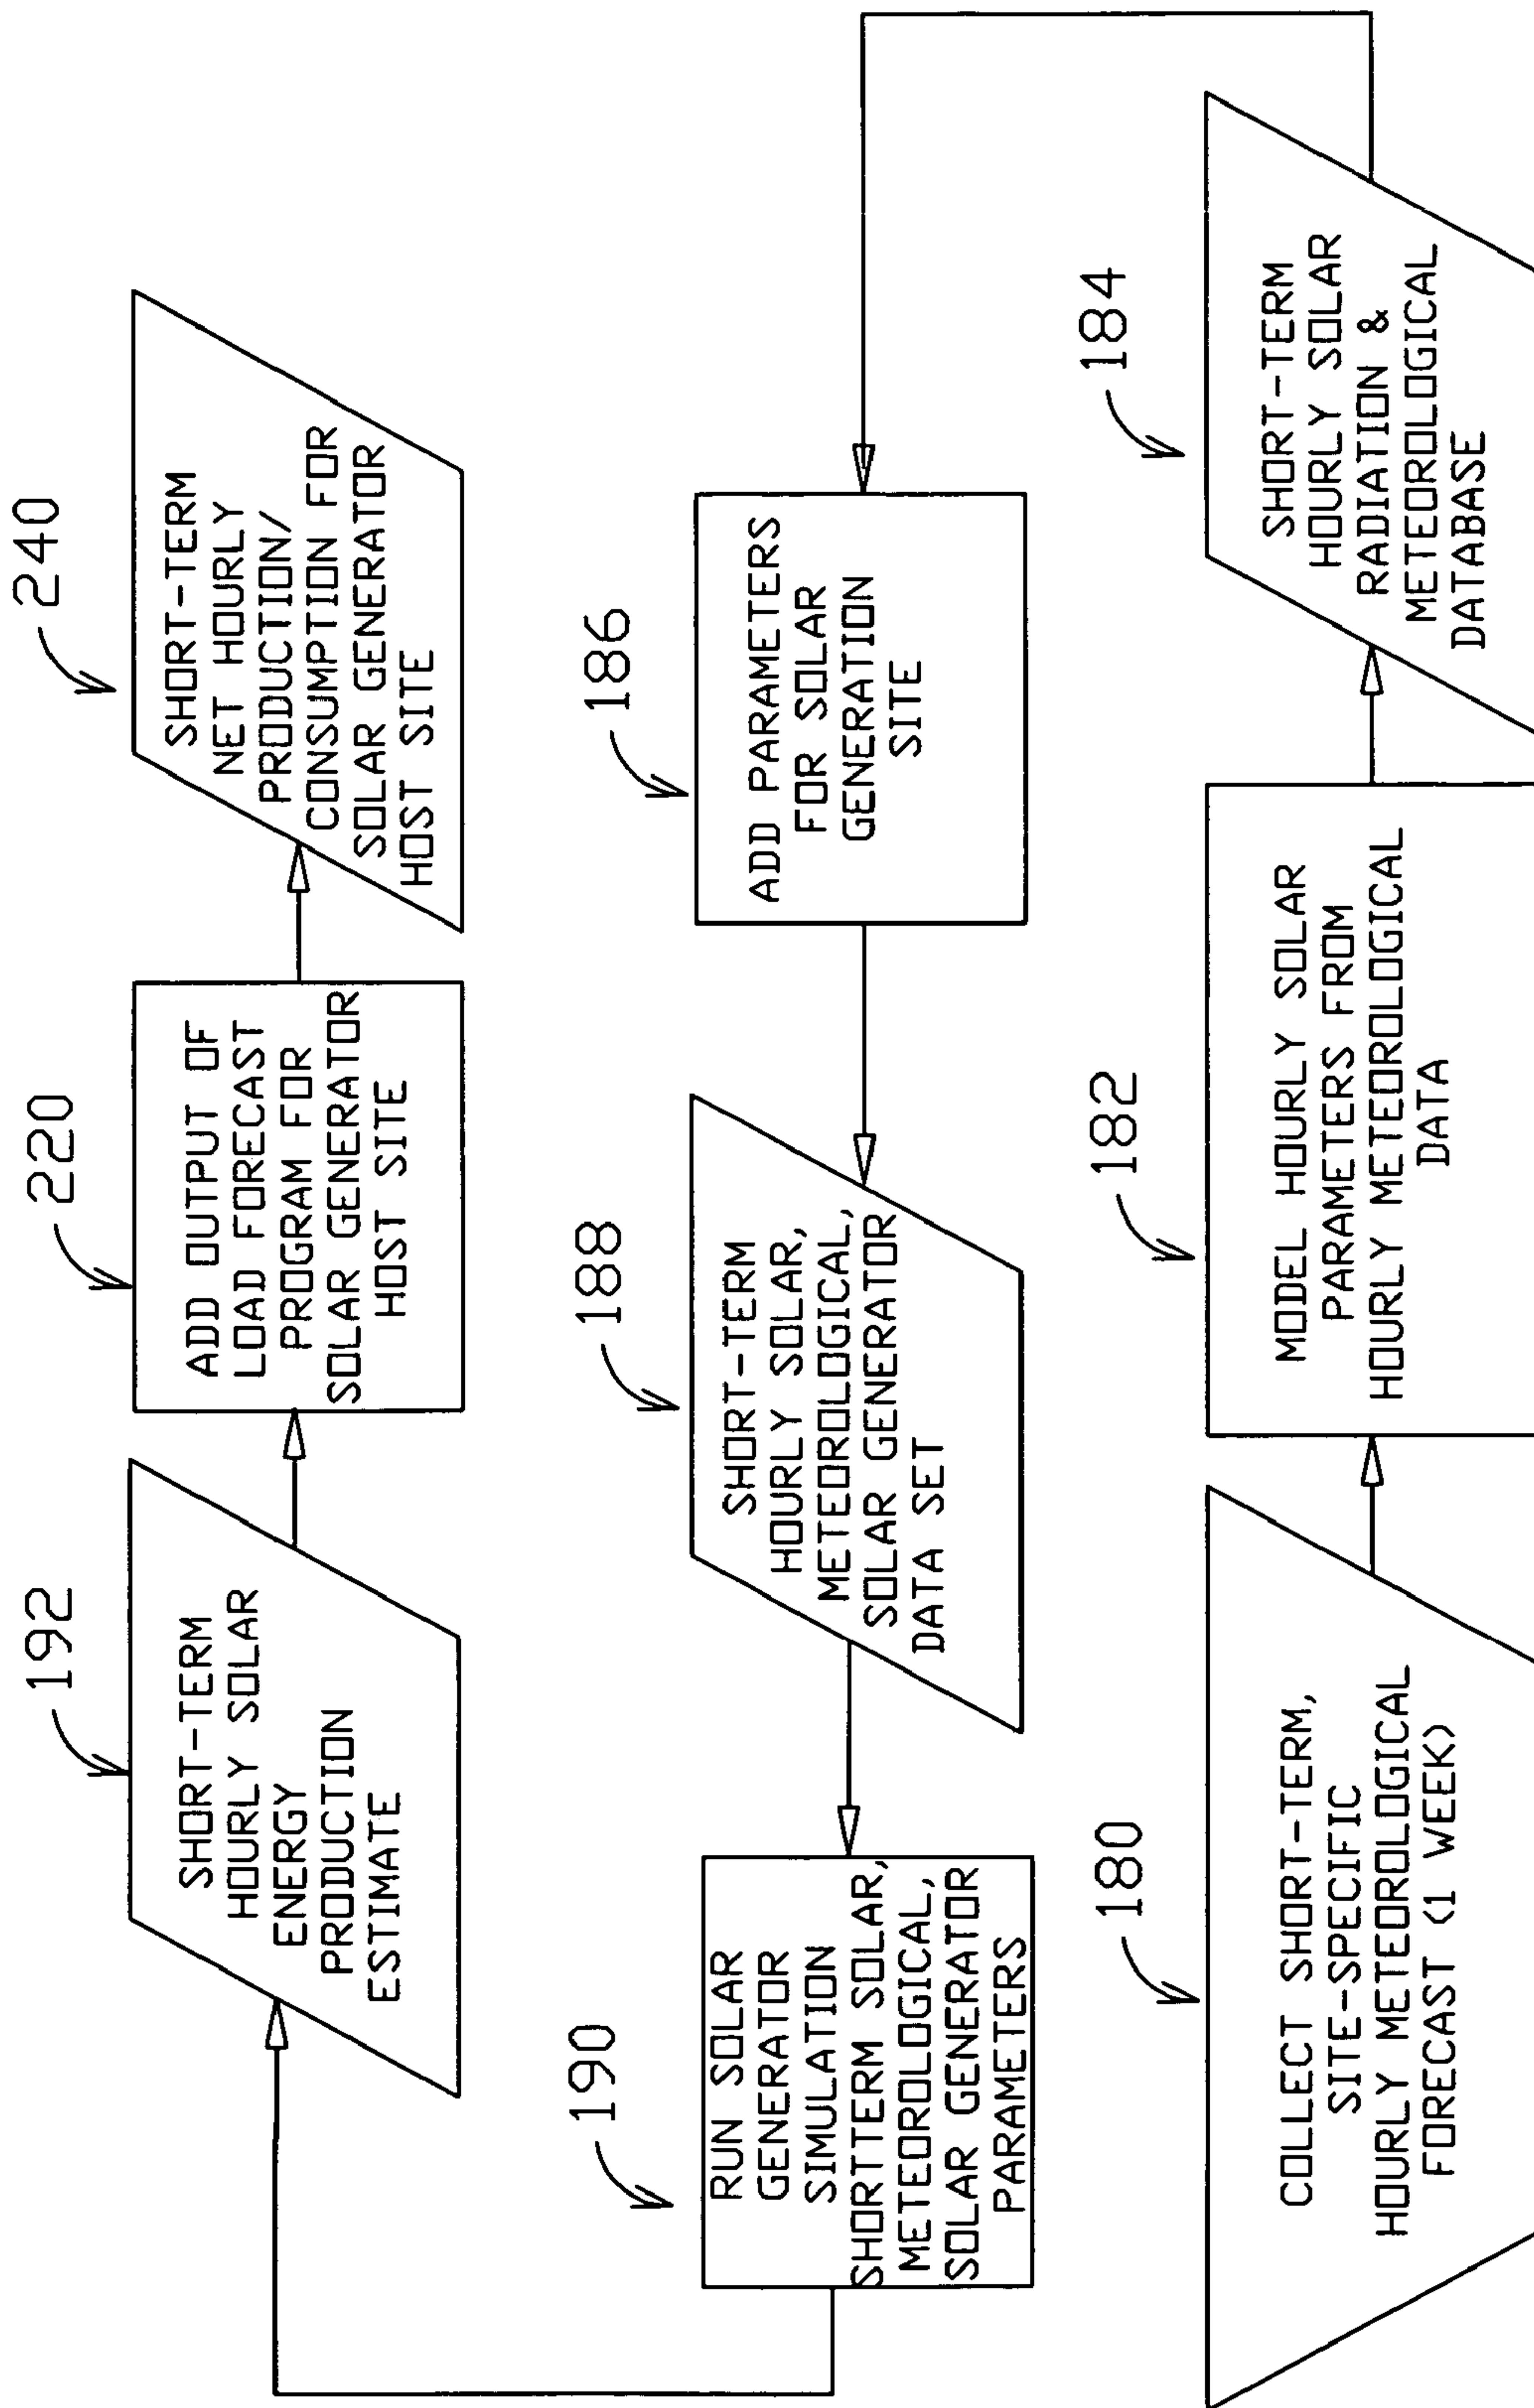 192
SHORT-TERM
HOURLY SOLAR
ENERGY
PRODUCTION
ESTIMATE
220
ADD OUTPUT OF
LOAD FORECAST
PROGRAM FOR
SOLAR GENERATOR
HOST SITE
240
SHORT-TERM
NET HOURLY
PRODUCTION/
CONSUMPTION FOR
SOLAR GENERATOR
HOST SITE
190
RUN SOLAR
GENERATOR
SIMULATION
SHORTTERM SOLAR,
METEOROLOGICAL,
SOLAR GENERATOR
PARAMETERS
188
SHORT-TERM
HOURLY SOLAR,
METEOROLOGICAL,
SOLAR GENERATOR
DATA SET
186
ADD PARAMETERS
FOR SOLAR
GENERATION
SITE
180
COLLECT SHORT-TERM,
SITE-SPECIFIC
HOURLY METEOROLOGICAL
FORECAST (1 WEEK)
182
MODEL HOURLY SOLAR
PARAMETERS FROM
HOURLY METEOROLOGICAL
DATA
184
SHORT-TERM
HOURLY SOLAR
RADIATION &
METEOROLOGICAL
DATABASE